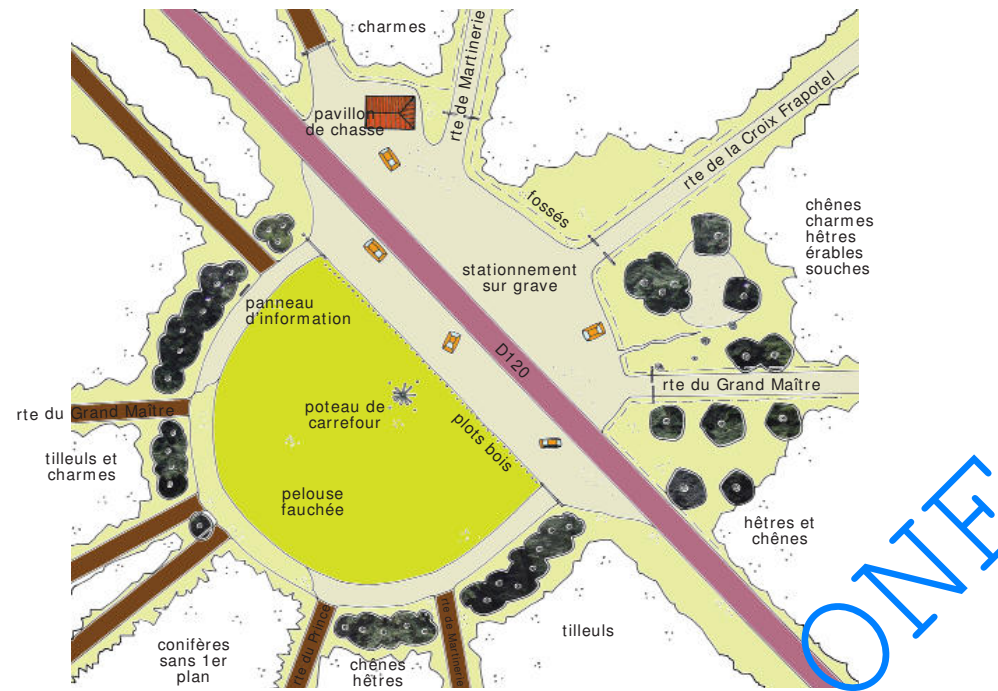 charmes
rte de Martinerie
pavillon
de chasse
rte de la Croix Frapotel
fossés
chênes
charmes
hêtres
érables
souches
stationnement
sur grave
panneau
d'information
D120
rte du Grand Maître
rte du Grand Maître
poteau de
carrefour
plots bois
tilleuls et
charmes
pelouse
fauchée
hêtres et
chênes
ONF
rte du Prince
rte de Martinerie
tilleuls
conifères
sans 1er
plan
chênes
hêtres